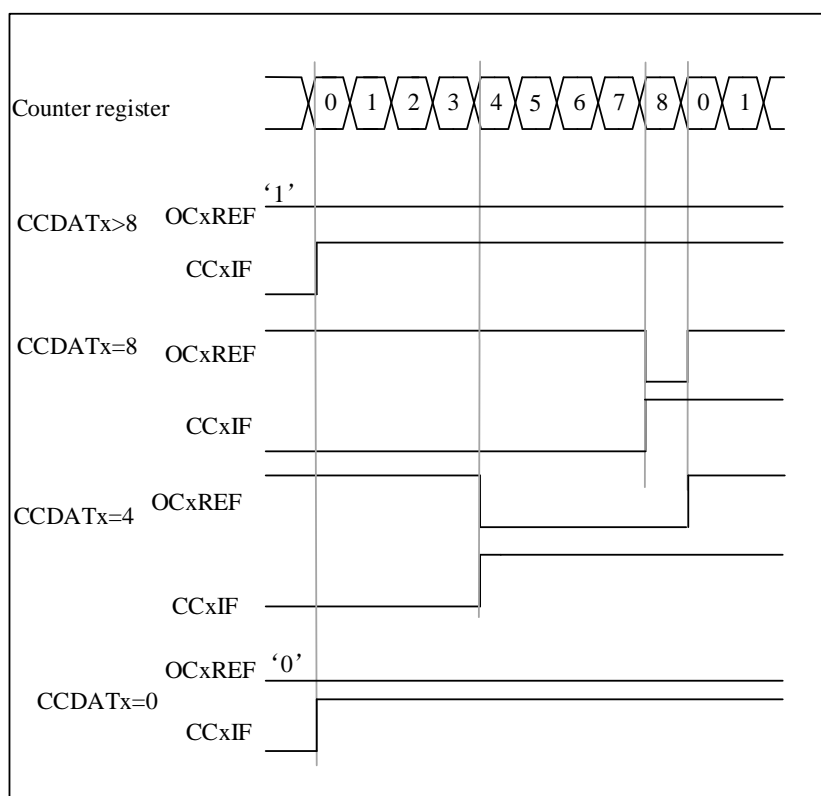 Counter register 0 1 2 3 4 5 6 7 8 0 1
‘1’
CCDATx>8 OCxREF
CCxIF
CCDATx=8 OCxREF
CCxIF
OCxREF
CCDATx=4
CCxIF
OCxREF ‘0’
CCDATx=0
CCxIF